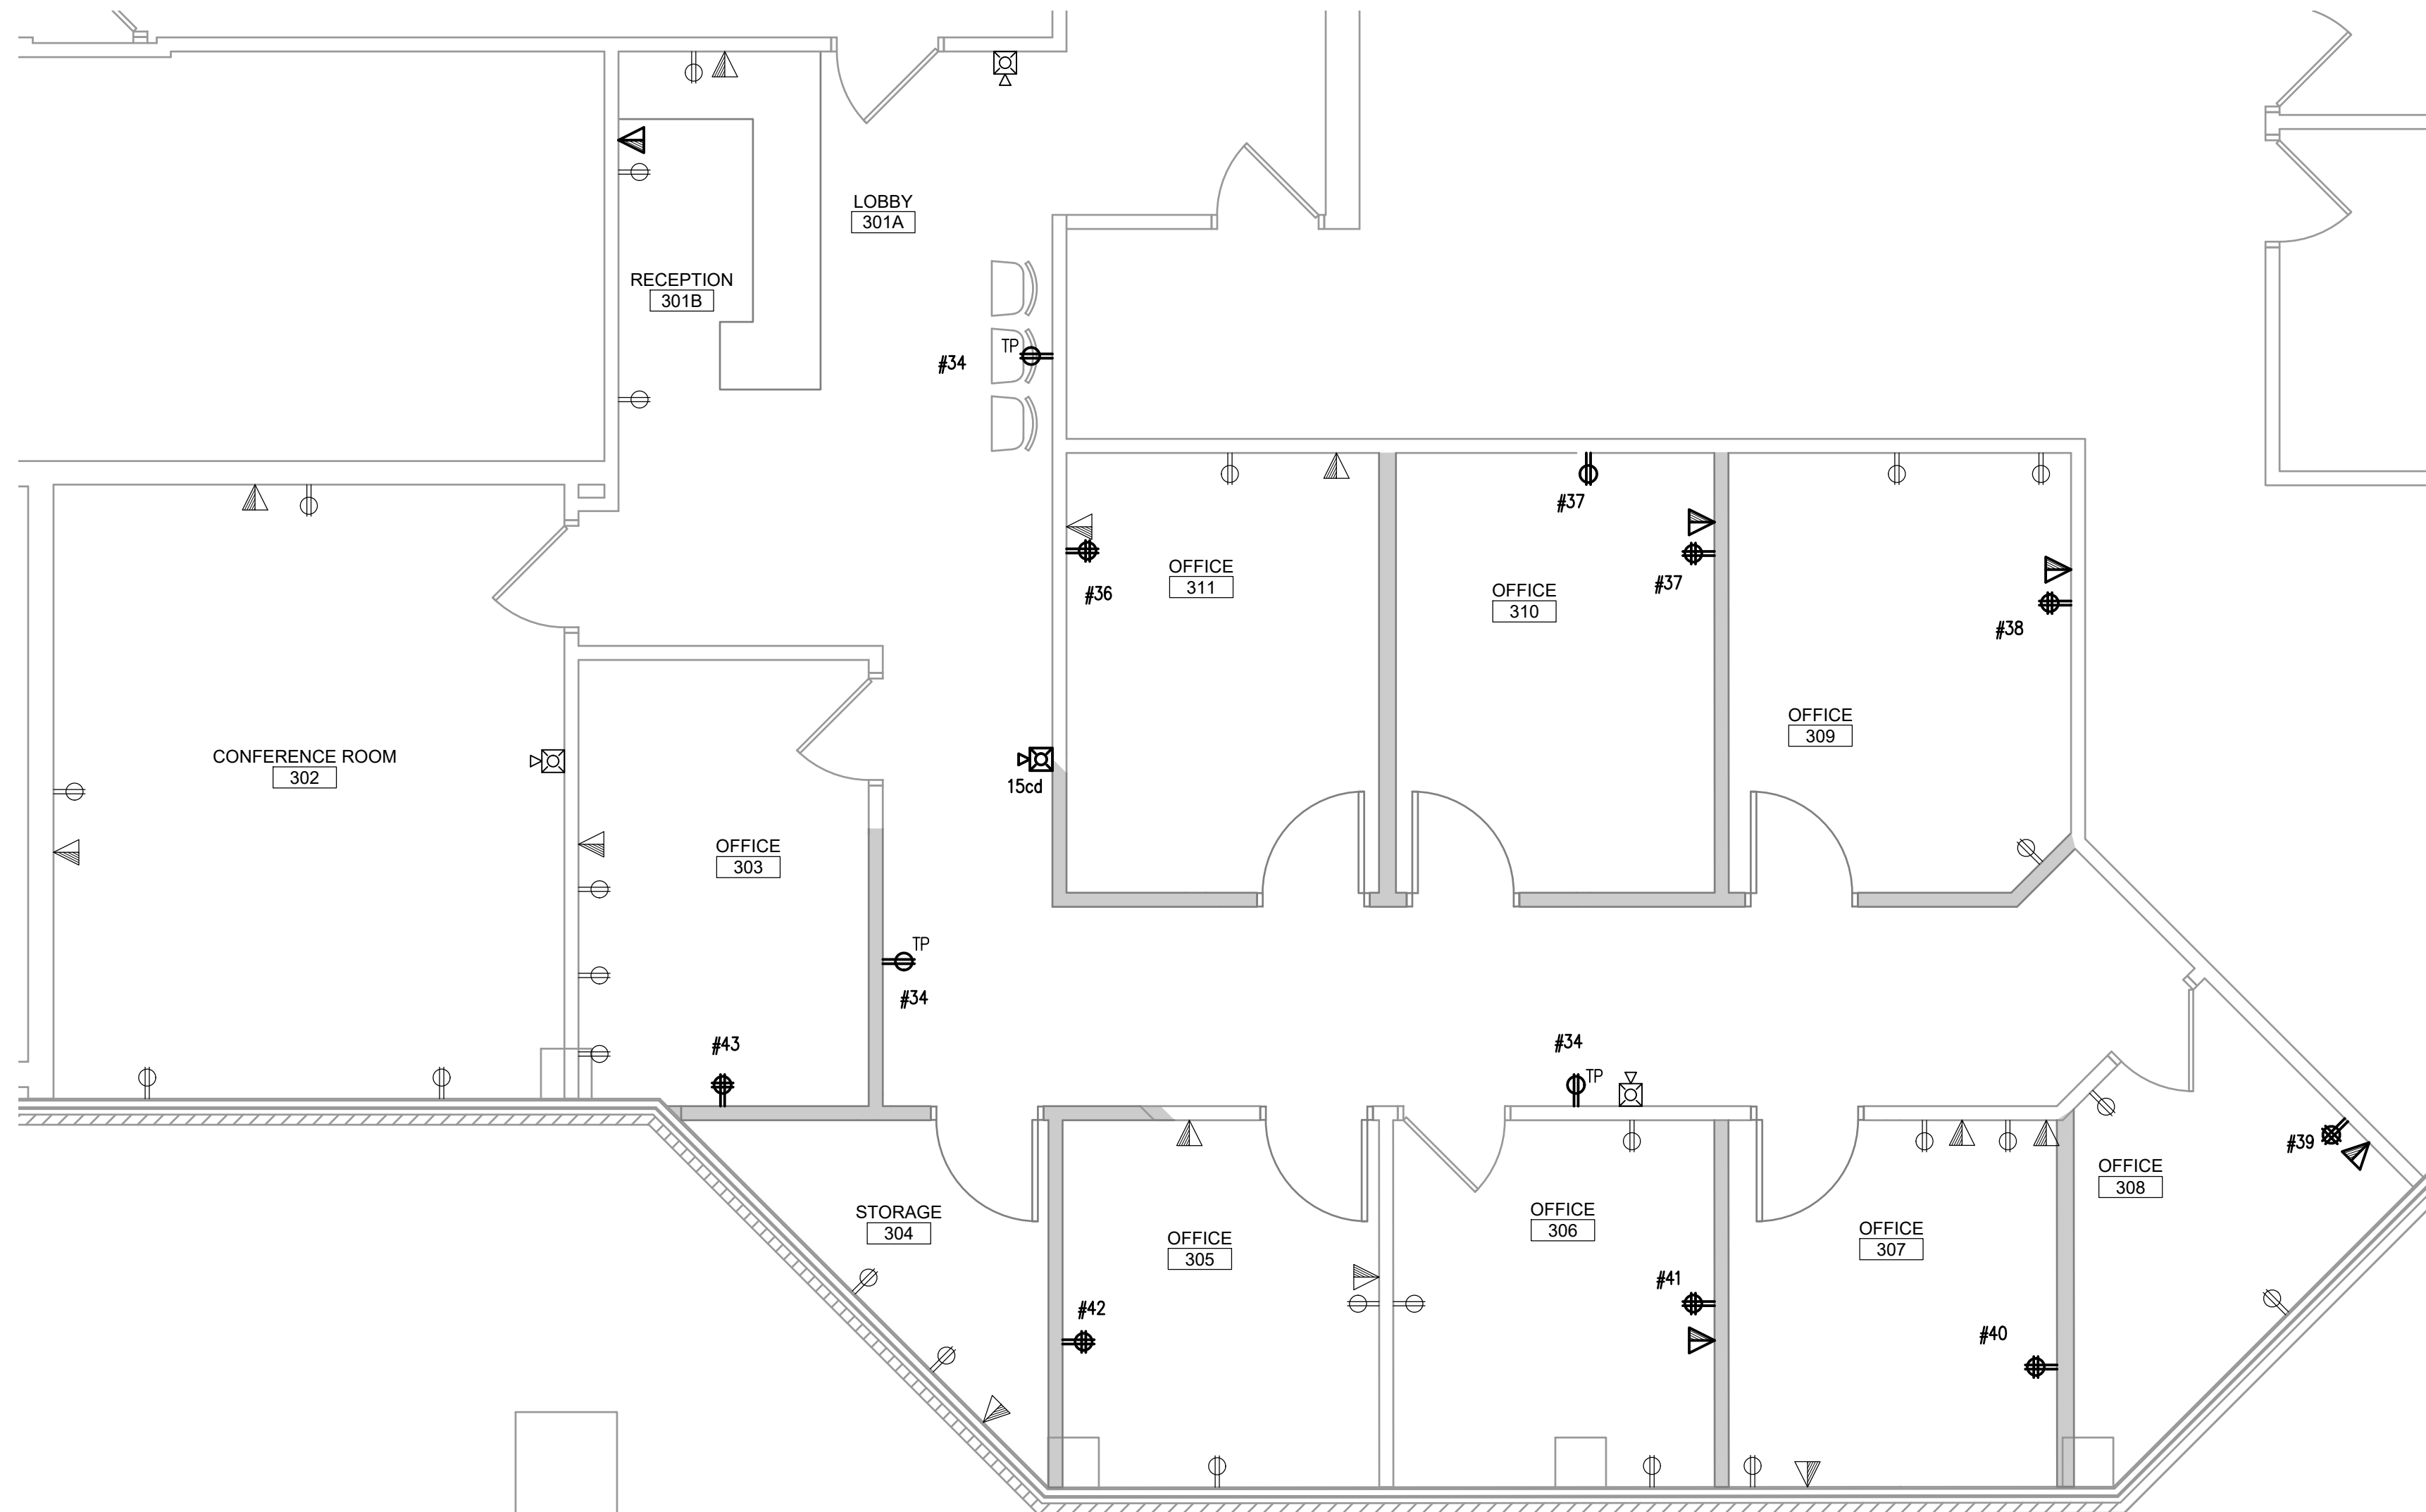 LOBBY
301A
RECEPTION
301B
TP
#34
#37
#37
#36
OFFICE
311
OFFICE
310
#38
OFFICE
309
CONFERENCE ROOM
302
15cd
OFFICE
303
TP
#34
#43
#34
TP
#39
OFFICE
308
STORAGE
304
OFFICE
305
OFFICE
306
OFFICE
307
#41
#42
#40